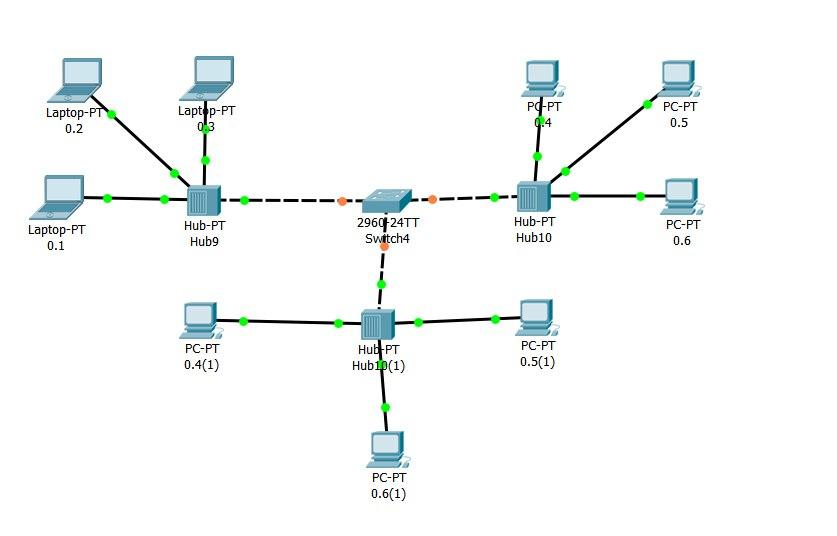 Laptop-PT
0.2
Laptop-PT
0.3
PC-PT
0.4
PC-PT
0.5
Laptop-PT
0.1
Hub-PT
Hub9
2960-24TT
Switch4
Hub-PT
Hub10
PC-PT
0.6
PC-PT
0.4(1)
Hub-PT
Hub10(1)
PC-PT
0.5(1)
PC-PT
0.6(1)